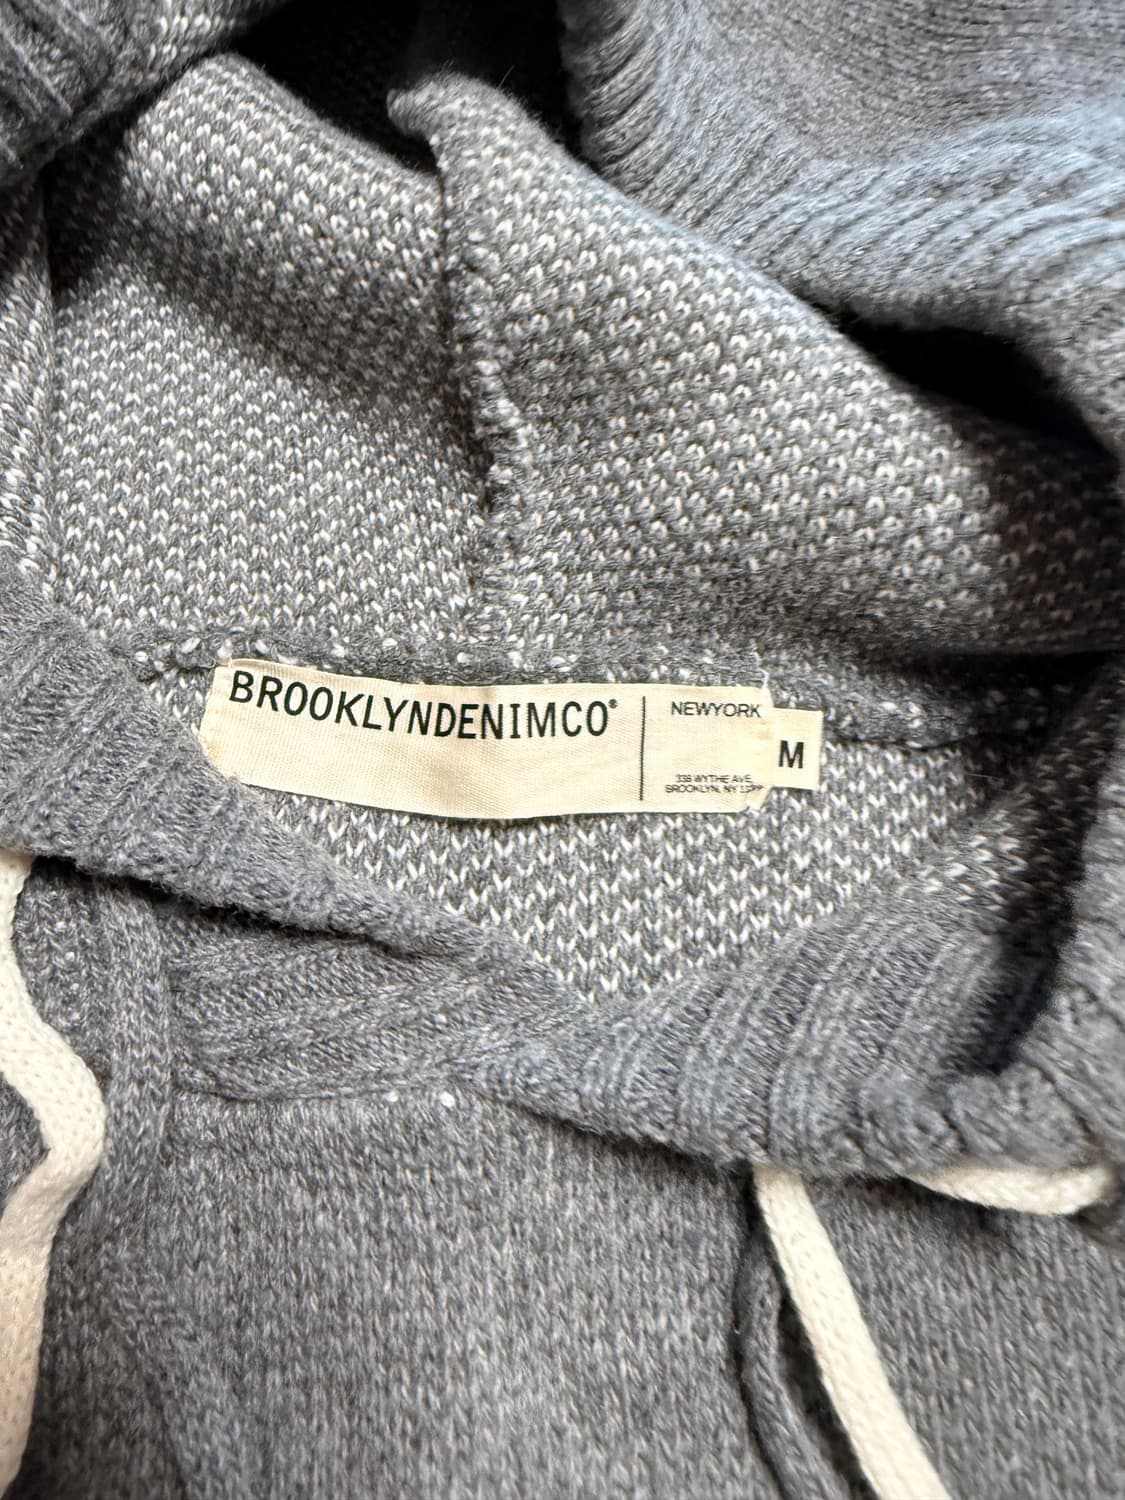 BROOKLYNDENIMCO®
NEWYORK
338 WYTHE AVE.
BROOKLYN, NY
M